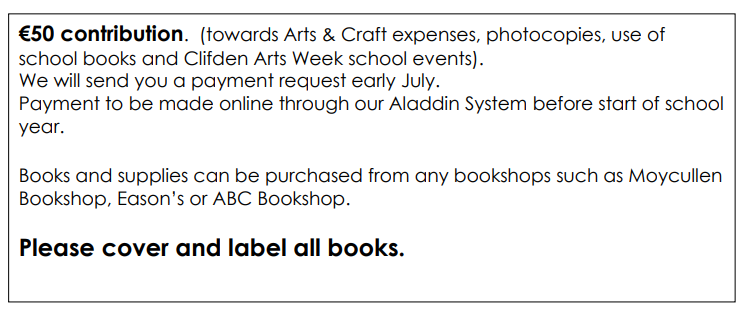 €50 contribution.  (towards Arts & Craft expenses, photocopies, use of
school books and Clifden Arts Week school events).
We will send you a payment request early July.
Payment to be made online through our Aladdin System before start of school
year.
Books and supplies can be purchased from any bookshops such as Moycullen
Bookshop, Eason’s or ABC Bookshop.
Please cover and label all books.